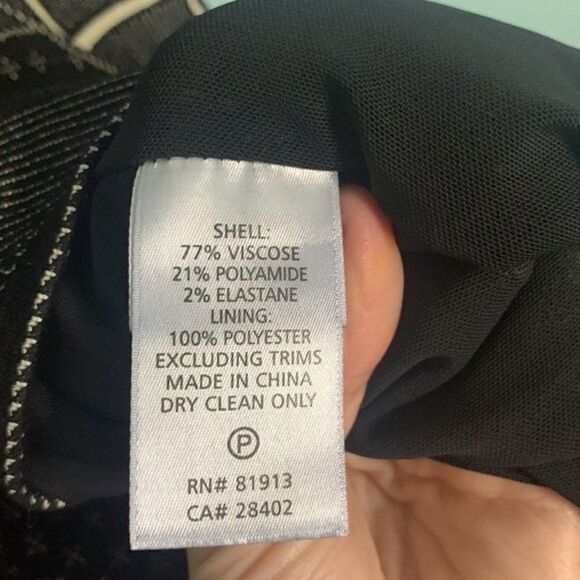 SHELL:
77% VISCOSE
21% POLYAMIDE
2% ELASTANE
LINING:
100% POLYESTER
EXCLUDING TRIMS
MADE IN CHINA
DRY CLEAN ONLY
P
RN# 81913
CA# 28402